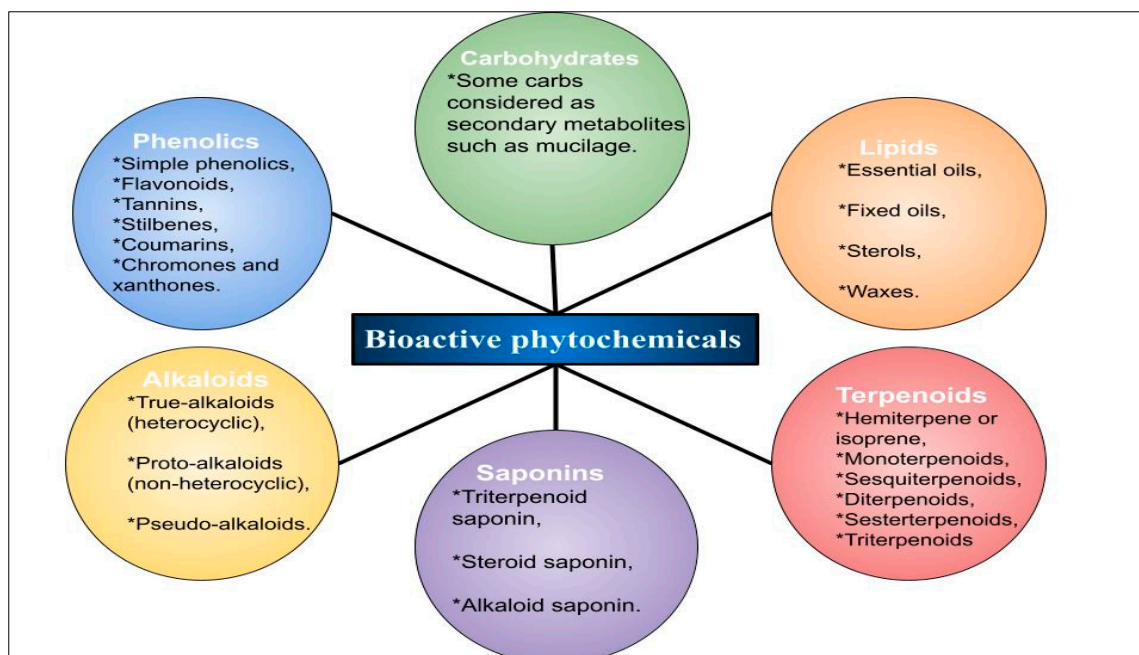 Carbohydrates
*Some carbs
considered as
secondary metabolites
such as mucilage.
Phenolics
*Simple phenolics,
*Flavonoids,
*Tannins,
*Stilbenes,
*Coumarins,
*Chromones and
xanthones.
Lipids
*Essential oils,
*Fixed oils,
*Sterols,
*Waxes.
Bioactive phytochemicals
Alkaloids
*True-alkaloids
(heterocyclic),
*Proto-alkaloids
(non-heterocyclic),
*Pseudo-alkaloids.
Saponins
*Triterpenoid
saponin,
*Steroid saponin,
*Alkaloid saponin.
Terpenoids
*Hemiterpene or
isoprene,
*Monoterpenoids,
*Sesquiterpenoids,
*Diterpenoids,
*Sesterterpenoids,
*Triterpenoids